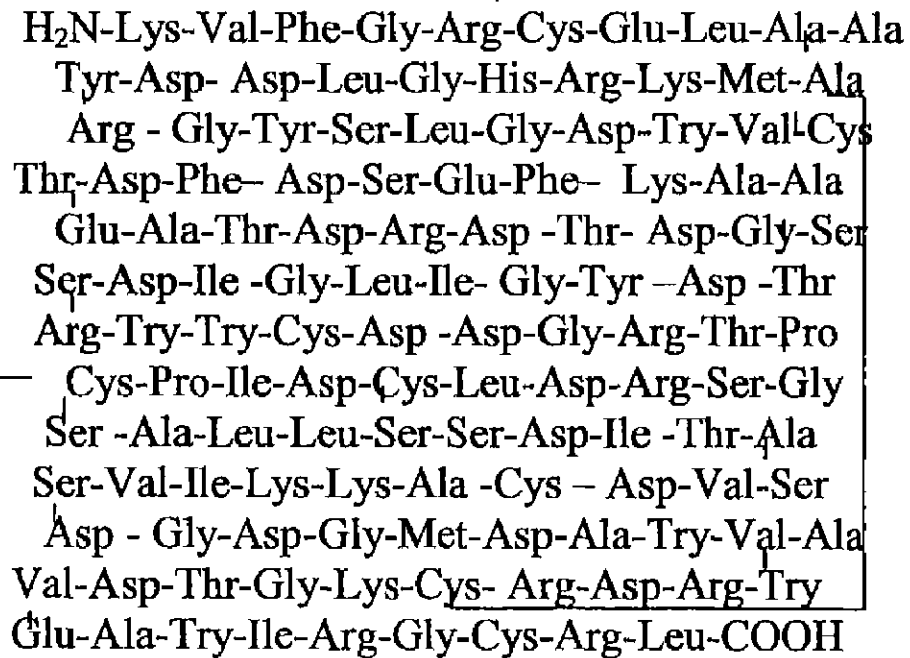 H₂N-Lys-Val-Phe-Gly-Arg-Cys-Glu-Leu-Ala-Ala
Tyr-Asp- Asp-Leu-Gly-His-Arg-Lys-Met-Ala
Arg - Gly-Tyr-Ser-Leu-Gly-Asp-Try-Val-Cys
Thr-Asp-Phe– Asp-Ser-Glu-Phe– Lys-Ala-Ala
Glu-Ala-Thr-Asp-Arg-Asp -Thr- Asp-Gly-Ser
Ser-Asp-Ile -Gly-Leu-Ile- Gly-Tyr –Asp -Thr
Arg-Try-Try-Cys-Asp -Asp-Gly-Arg-Thr-Pro
Cys-Pro-Ile-Asp-Cys-Leu-Asp-Arg-Ser-Gly
Ser -Ala-Leu-Leu-Ser-Ser-Asp-Ile -Thr-Ala
Ser-Val-Ile-Lys-Lys-Ala -Cys – Asp-Val-Ser
Asp - Gly-Asp-Gly-Met-Asp-Ala-Try-Val-Ala
Val-Asp-Thr-Gly-Lys-Cys- Arg-Asp-Arg-Try
Glu-Ala-Try-Ile-Arg-Gly-Cys-Arg-Leu-COOH